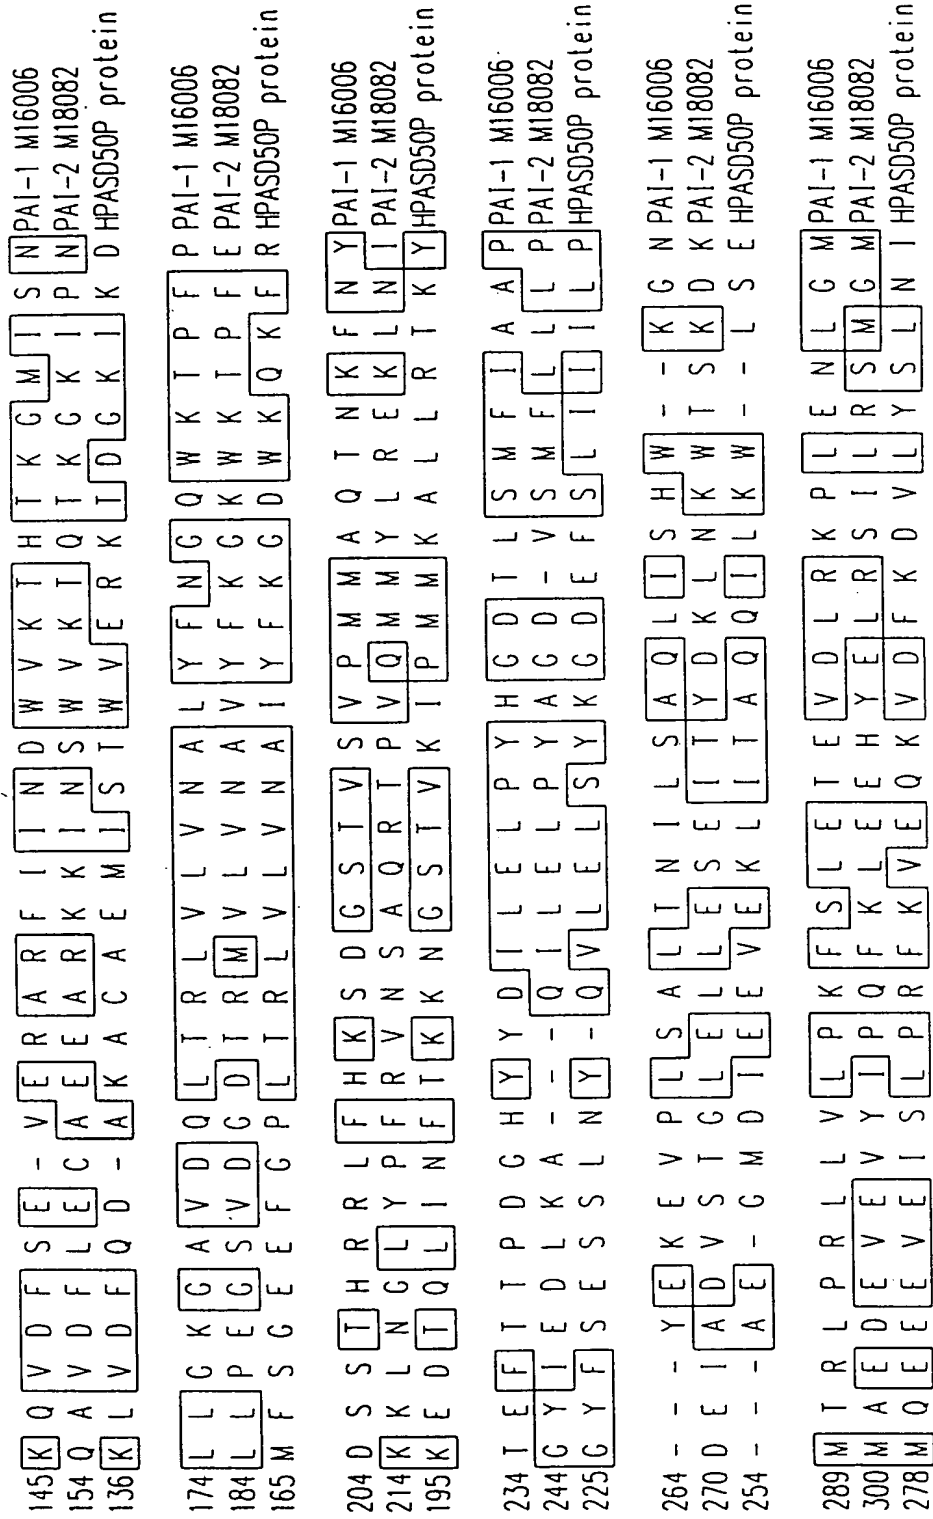 145 K Q V D F S E - V E R A R F I I N D W V K T H T K G M I S N PAI-1 M16006
154 Q A V D F L E C A E E A R K K I N S W V K T Q T K G K I P N PAI-2 M18082
136 K L V D F Q D - A K A C A E M I S T W V E R K T D G K I K D HPASD50P protein
174 L L G K G A V D Q L T R L V L V N A L Y F N G Q W K T P F P PAI-1 M16006
184 L L P E G S V D G D T R M V L V N A V Y F K G K W K T P F E PAI-2 M18082
165 M F S G E E F G P L T R L V L V N A I Y F K G D W K Q K F R HPASD50P protein
204 D S S T H R R L F H K S D G S T V S V P M M A Q T N K F N Y PAI-1 M16006
214 K K L N G L Y P F R V N S A Q R T P V Q M M Y L R E K L N I PAI-2 M18082
195 K E D T Q L I N F T K K N G S T V K I P M M K A L L R T K Y HPASD50P protein
234 T E F T T P D G H Y Y D I L E L P Y H G D T L S M F I A A P PAI-1 M16006
244 G Y I E D L K A - - - Q I L E L P Y A G D - V S M F L L L P PAI-2 M18082
225 G Y F S E S S L N Y - Q V L E L S Y K G D E F S L I I I L P HPASD50P protein
264 - - - Y E K E V P L S A L T N I L S A Q L I S H W - - K G N PAI-1 M16006
270 D E I A D V S T G L E L L E S E I T Y D K L N K W T S K D K PAI-2 M18082
254 - - - A E - G M D I E E V E K L I T A Q Q I L K W - - L S E HPASD50P protein
289 M T R L P R L L V L P K F S L E T E V D L R K P L E N L G M PAI-1 M16006
300 M A E D E V E V Y I P Q F K L E E H Y E L R S I L R S M G M PAI-2 M18082
278 M Q E E E V E I S L P R F K V E Q K V D F K D V L Y S L N I HPASD50P protein